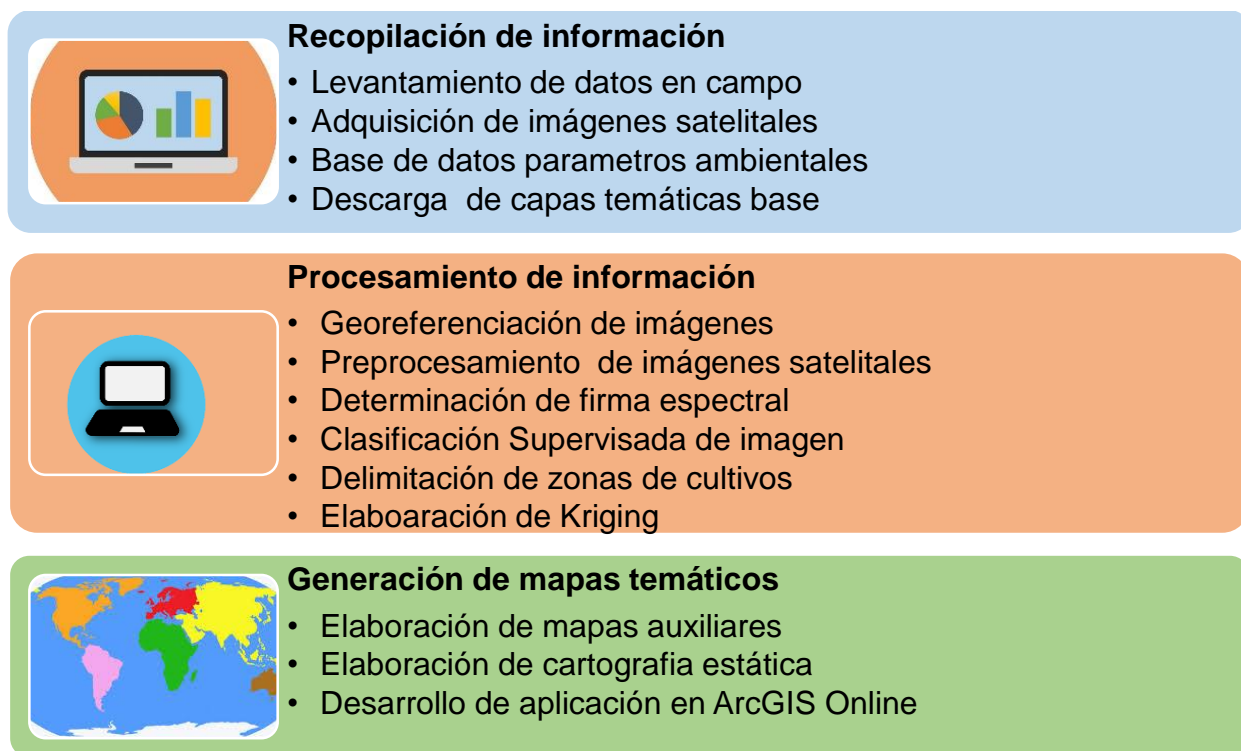 Recopilación de información
• Levantamiento de datos en campo
• Adquisición de imágenes satelitales
• Base de datos parametros ambientales
• Descarga de capas temáticas base
Procesamiento de información
• Georeferenciación de imágenes
• Preprocesamiento de imágenes satelitales
• Determinación de firma espectral
• Clasificación Supervisada de imagen
• Delimitación de zonas de cultivos
• Elaboaración de Kriging
Generación de mapas temáticos
• Elaboración de mapas auxiliares
• Elaboración de cartografia estática
• Desarrollo de aplicación en ArcGIS Online